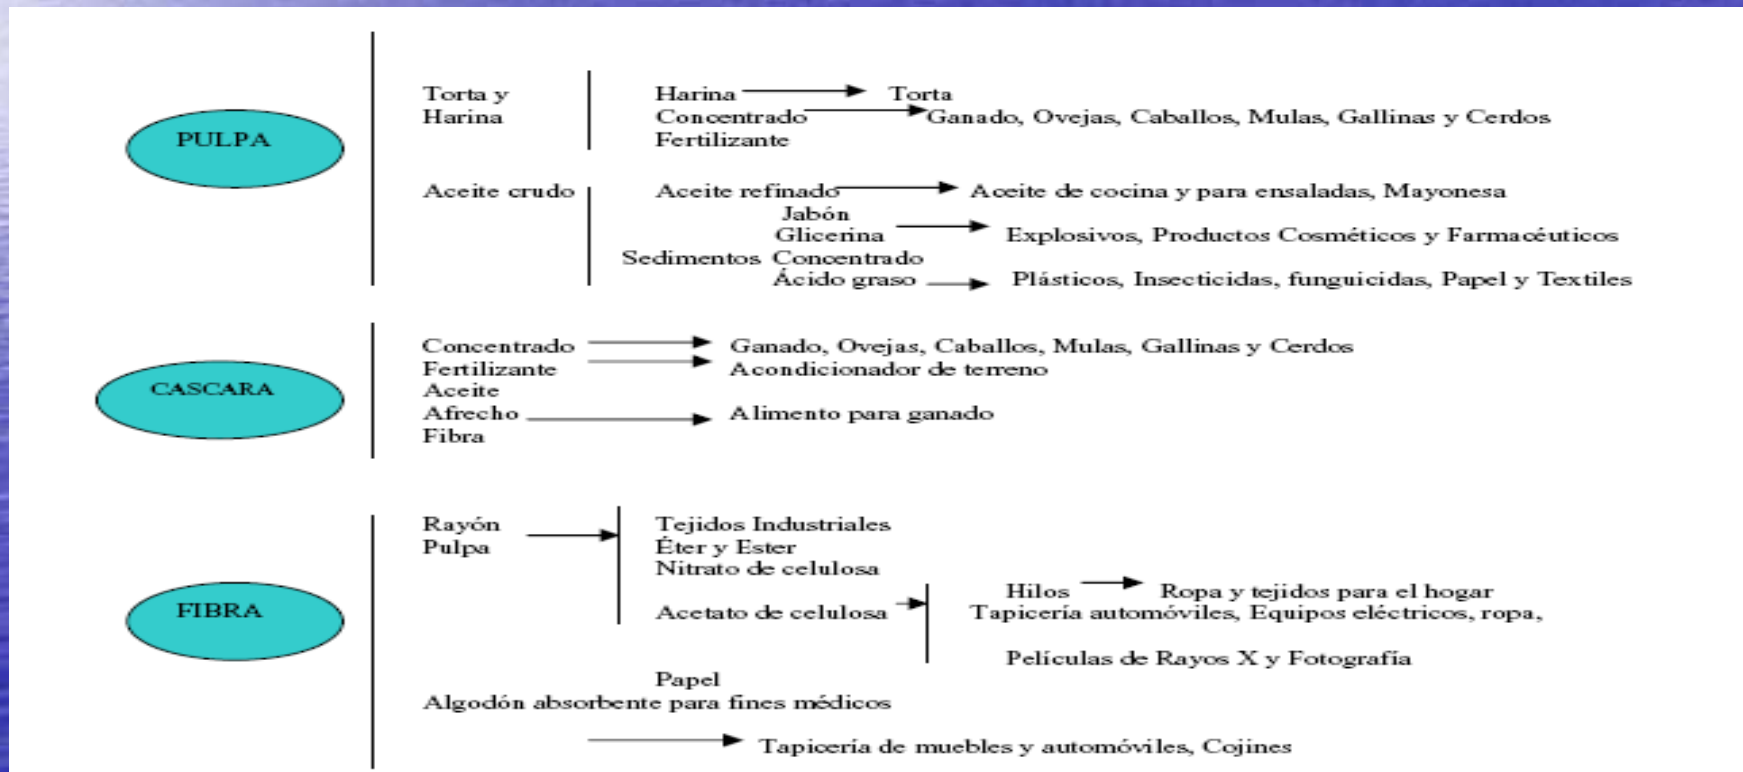 PULPA
Torta y
Harina
Harina Torta
Concentrado Ganado, Ovejas, Caballos, Mulas, Gallinas y Cerdos
Fertilizante
Aceite crudo
Aceite refinado Aceite de cocina y para ensaladas, Mayonesa
Jabón
Glicerina Explosivos, Productos Cosméticos y Farmacéuticos
Sedimentos Concentrado
Ácido graso Plásticos, Insecticidas, funguicidas, Papel y Textiles
CASCARA
Concentrado Ganado, Ovejas, Caballos, Mulas, Gallinas y Cerdos
Fertilizante Acondicionador de terreno
Aceite
Afrecho Alimento para ganado
Fibra
FIBRA
Rayón
Pulpa
Tejidos Industriales
Éter y Ester
Nitrato de celulosa
Acetato de celulosa
Hilos Ropa y tejidos para el hogar
Tapicería automóviles, Equipos eléctricos, ropa,
Películas de Rayos X y Fotografía
Papel
Algodón absorbente para fines médicos
Tapicería de muebles y automóviles, Cojines